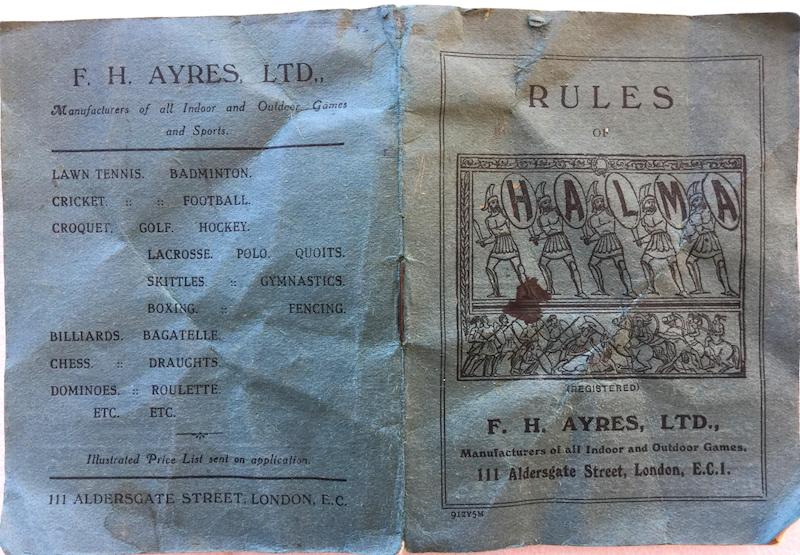 F. H. AYRES, LTD.,
Manufacturers of all Indoor and Outdoor Games
and Sports.
LAWN TENNIS. BADMINTON.
CRICKET. :: :: FOOTBALL.
CROQUET. GOLF. HOCKEY.
LACROSSE. POLO. QUOITS.
SKITTLES. :: GYMNASTICS.
BOXING. :: FENCING.
BILLIARDS. BAGATELLE.
CHESS. :: DRAUGHTS.
DOMINOES. :: ROULETTE.
ETC. ETC.
Illustrated Price List sent on application.
111 ALDERSGATE STREET, LONDON, E.C.
RULES
OF
HALMA
(REGISTERED)
F. H. AYRES, LTD.,
Manufacturers of all Indoor and Outdoor Games.
111 Aldersgate Street, London, E.C.1.
912Y5M